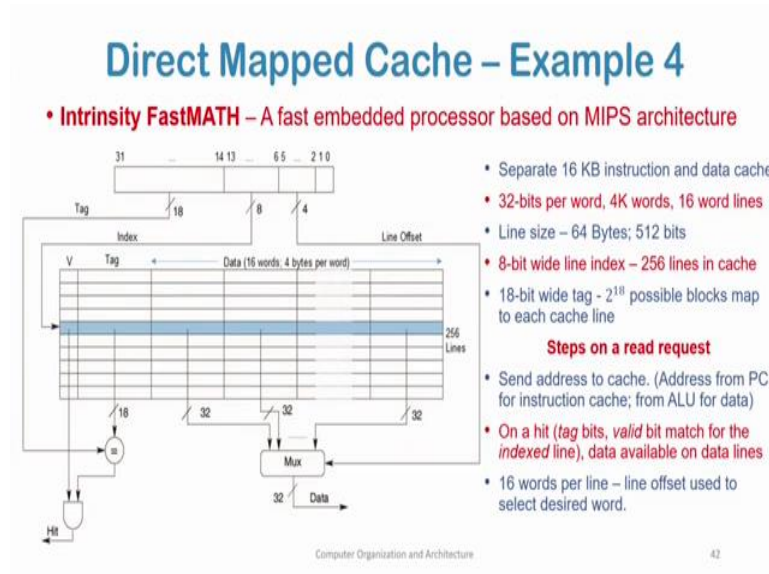 Direct Mapped Cache – Example 4
• Intrinsity FastMATH – A fast embedded processor based on MIPS architecture
31 ... 14 13 ... 6 5 ... 2 1 0
Tag
18
8
4
Index
Line Offset
V Tag Data (16 words; 4 bytes per word)
256
Lines
18
32
32
32
=
Mux
32 Data
Hit
• Separate 16 KB instruction and data cache
• 32-bits per word, 4K words, 16 word lines
• Line size – 64 Bytes; 512 bits
• 8-bit wide line index – 256 lines in cache
• 18-bit wide tag - 2¹⁸ possible blocks map
to each cache line
Steps on a read request
• Send address to cache. (Address from PC
for instruction cache; from ALU for data)
• On a hit (tag bits, valid bit match for the
indexed line), data available on data lines
• 16 words per line – line offset used to
select desired word.
Computer Organization and Architecture
42